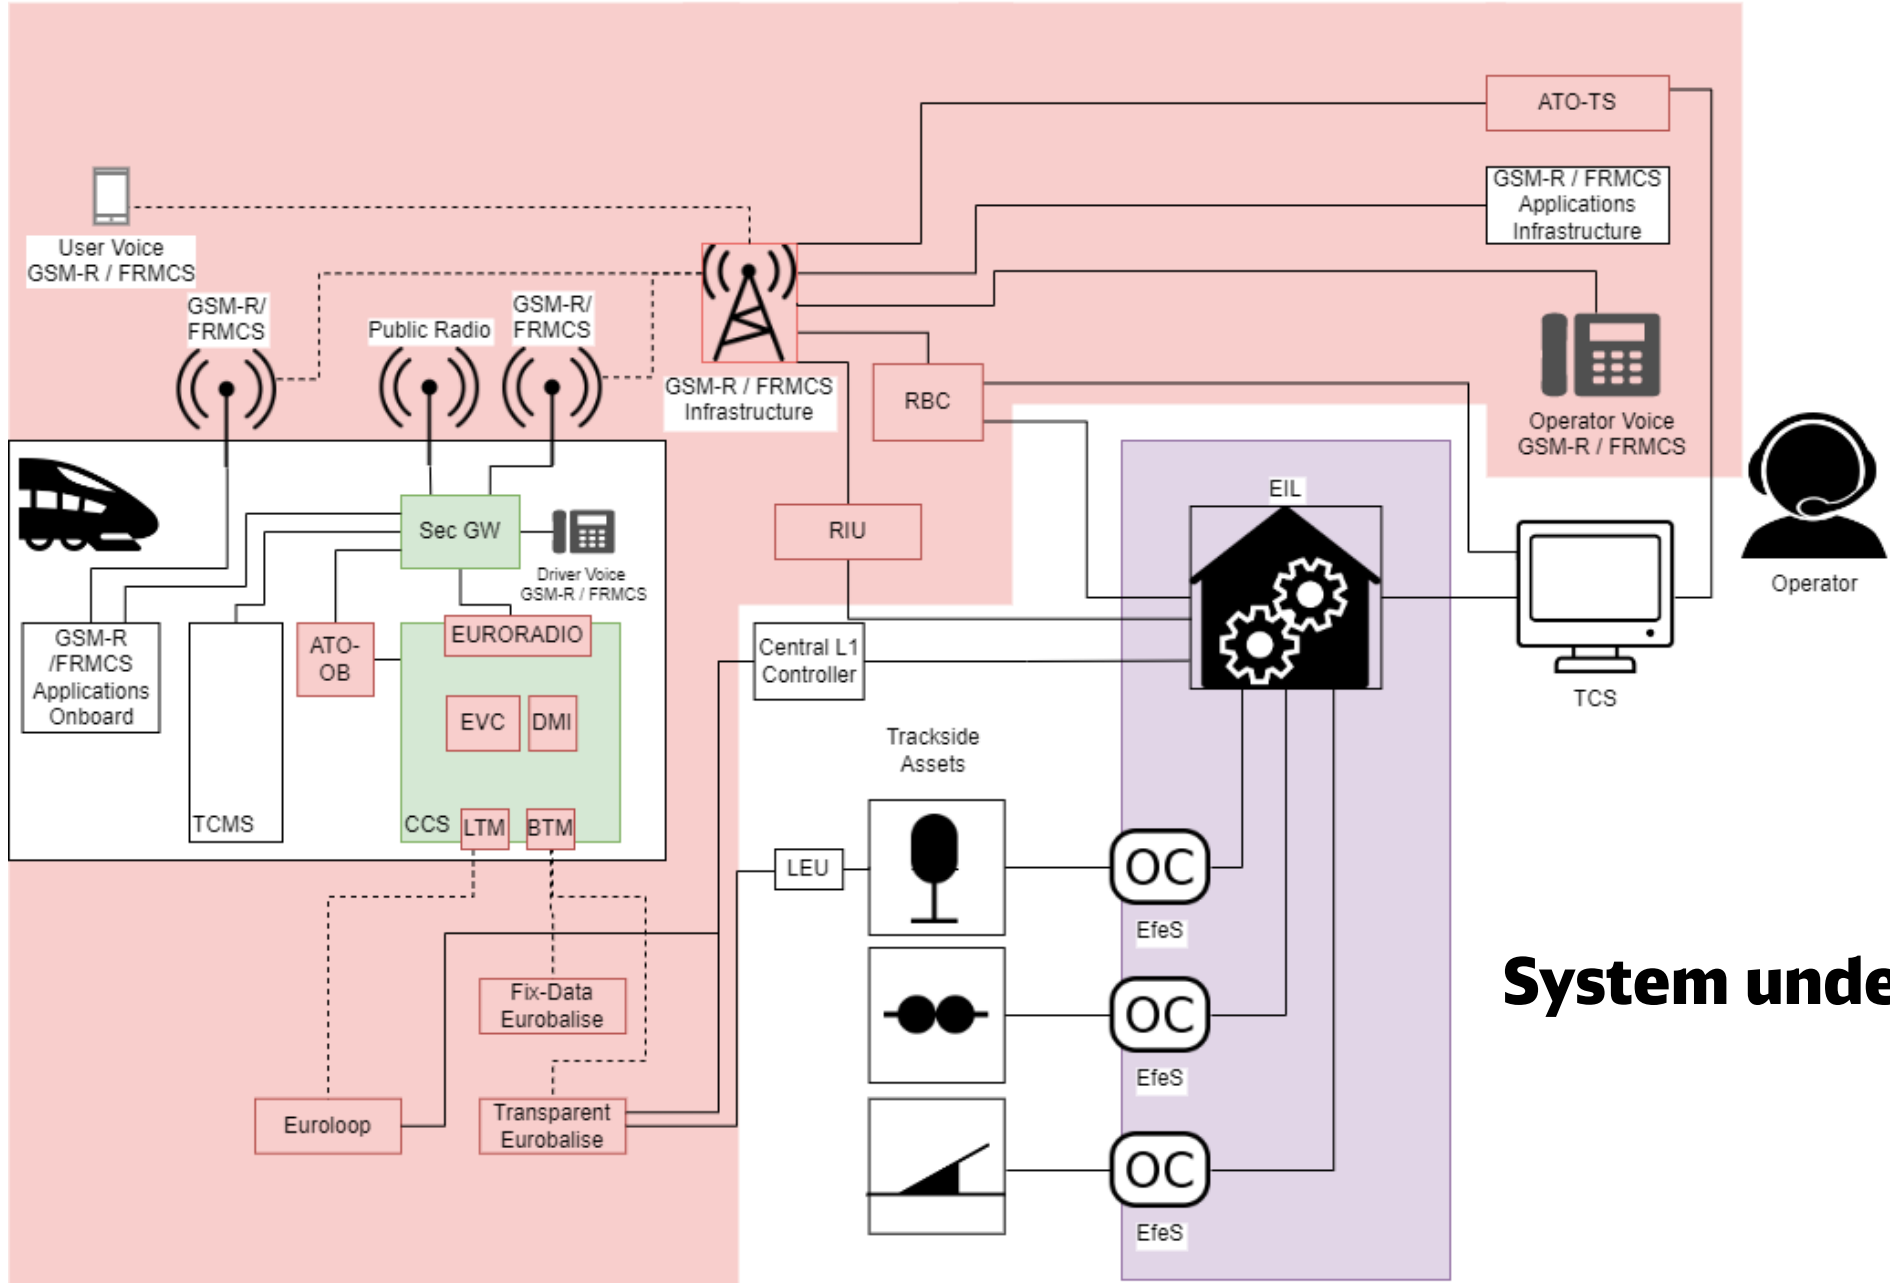 ATO-TS
GSM-R / FRMCS
Applications
Infrastructure
User Voice
GSM-R / FRMCS
GSM-R/
FRMCS
Public Radio
GSM-R/
FRMCS
GSM-R / FRMCS
Infrastructure
RBC
Operator Voice
GSM-R / FRMCS
Operator
EIL
Sec GW
RIU
Driver Voice
GSM-R / FRMCS
GSM-R
/FRMCS
Applications
Onboard
TCMS
ATO-
OB
EURORADIO
EVC
DMI
CCS
LTM
BTM
Central L1
Controller
TCS
Trackside
Assets
LEU
OC
EfeS
OC
EfeS
OC
EfeS
System unde
Fix-Data
Eurobalise
Euroloop
Transparent
Eurobalise